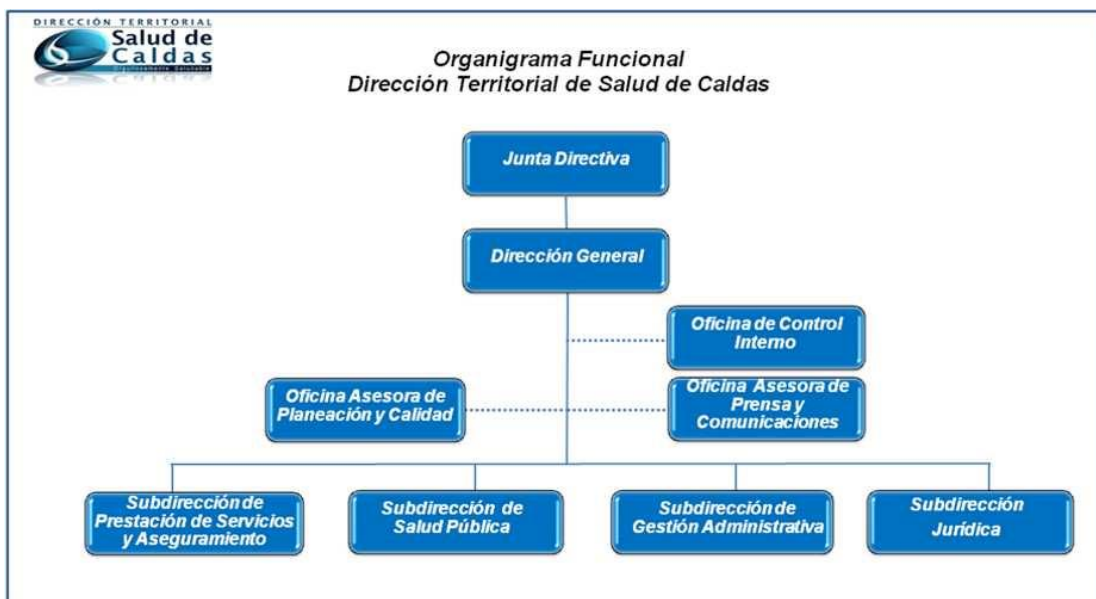 DIRECCIÓN TERRITORIAL
Salud de
Caldas
Organigrama Funcional
Dirección Territorial de Salud de Caldas
Junta Directiva
Dirección General
Oficina de Control
Interno
Oficina Asesora de
Planeación y Calidad
Oficina Asesora de
Prensa y
Comunicaciones
Subdirección de
Prestación de Servicios
y Aseguramiento
Subdirección de
Salud Pública
Subdirección de
Gestión Administrativa
Subdirección
Jurídica